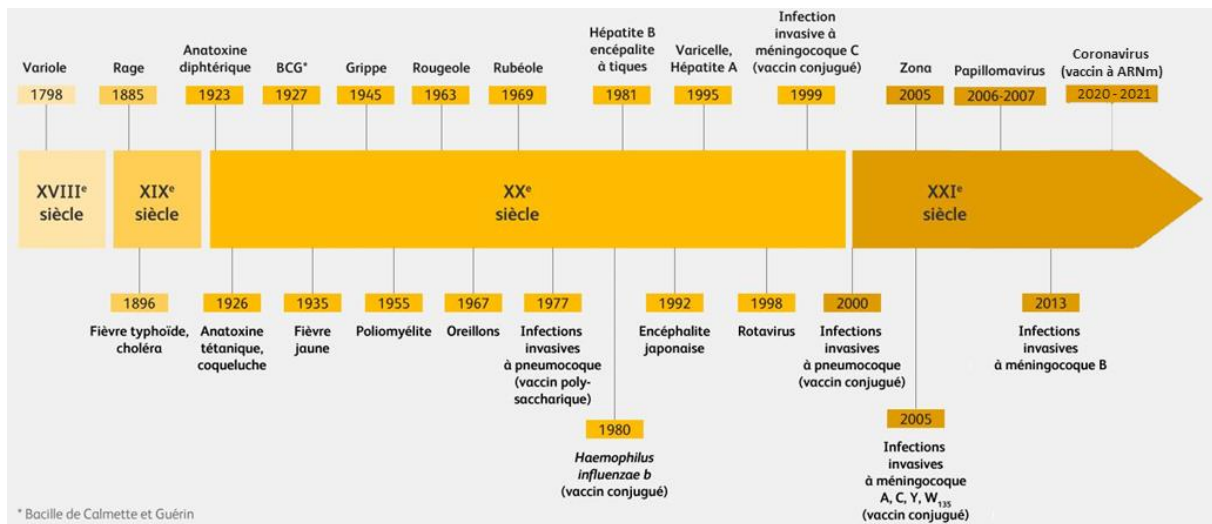 Variole
1798
Rage
1885
Anatoxine
diphtérique
1923
BCG*
1927
Grippe
1945
Rougeole
1963
Rubéole
1969
Hépatite B
encépalite
à tiques
1981
Varicelle,
Hépatite A
1995
Infection
invasive à
méningocoque C
(vaccin conjugué)
1999
Zona
2005
Papillomavirus
2006-2007
Coronavirus
(vaccin à ARNm)
2020-2021
XVIIIe
siècle
XIXe
siècle
XXe
siècle
XXIe
siècle
1896
Fièvre typhoïde,
choléra
1926
Anatoxine
tétanique,
coqueluche
1935
Fièvre
jaune
1955
Poliomyélite
1967
Oreillons
1977
Infections
invasives
à pneumocoque
(vaccin poly-
saccharique)
1980
Haemophilus
influenzae b
(vaccin conjugué)
1992
Encéphalite
japonaise
1998
Rotavirus
2000
Infections
invasives
à pneumocoque
(vaccin conjugué)
2005
Infections
invasives
à méningocoque
A, C, Y, W135
(vaccin conjugué)
2013
Infections
invasives
à méningocoque B
* Bacille de Calmette et Guérin